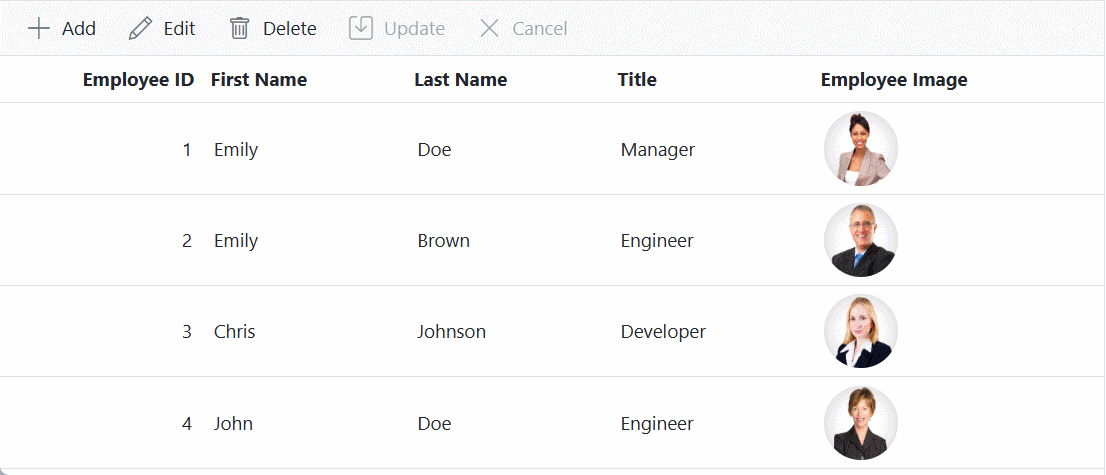 Add Edit Delete Update Cancel
Employee ID First Name Last Name Title Employee Image
1 Emily Doe Manager
2 Emily Brown Engineer
3 Chris Johnson Developer
4 John Doe Engineer